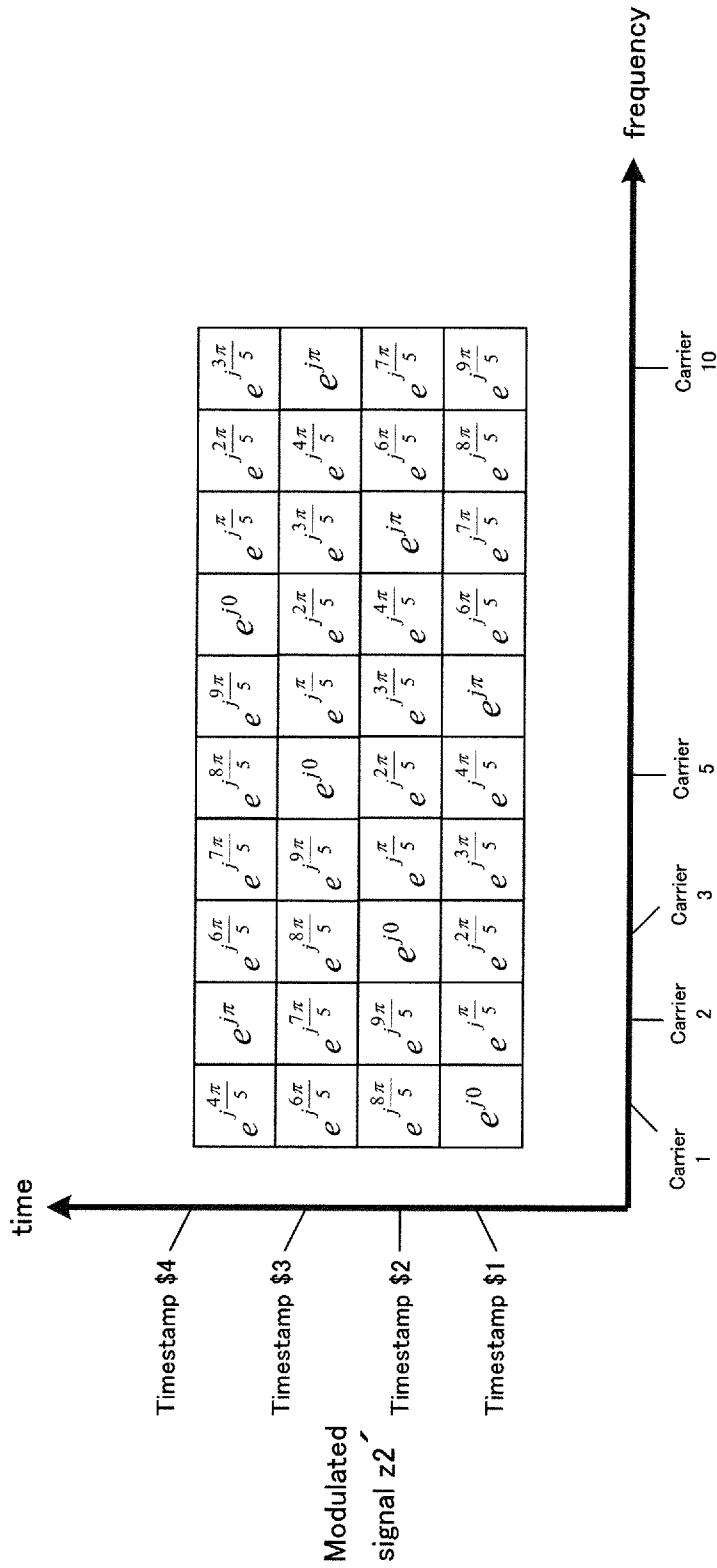 time
Timestamp $4
Timestamp $3
Timestamp $2
Timestamp $1
Modulated
signal z2´
e^{j4π/5} e^{jπ} e^{j6π/5} e^{j7π/5} e^{j8π/5} e^{j9π/5} e^{j0} e^{jπ/5} e^{j2π/5} e^{j3π/5}
e^{j6π/5} e^{j7π/5} e^{j8π/5} e^{j9π/5} e^{j0} e^{jπ/5} e^{j2π/5} e^{j3π/5} e^{j4π/5} e^{jπ}
e^{j8π/5} e^{j9π/5} e^{j0} e^{jπ/5} e^{j2π/5} e^{j3π/5} e^{j4π/5} e^{jπ} e^{j6π/5} e^{j7π/5}
e^{j0} e^{jπ/5} e^{j2π/5} e^{j3π/5} e^{j4π/5} e^{jπ} e^{j6π/5} e^{j7π/5} e^{j8π/5} e^{j9π/5}
Carrier
1
Carrier
2
Carrier
3
Carrier
5
Carrier
10
frequency